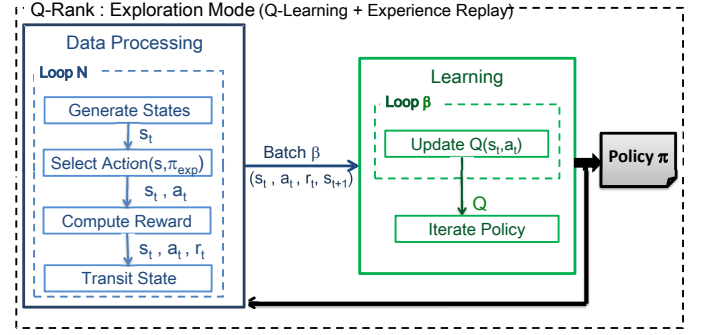 Q-Rank : Exploration Mode (Q-Learning + Experience Replay)
Data Processing
Loop N
Generate States
s_t
Select Action(s,π_exp)
s_t , a_t
Compute Reward
s_t , a_t , r_t
Transit State
Batch β
(s_t , a_t , r_t, s_{t+1})
Learning
Loop β
Update Q(s_t,a_t)
Q
Iterate Policy
Policy π